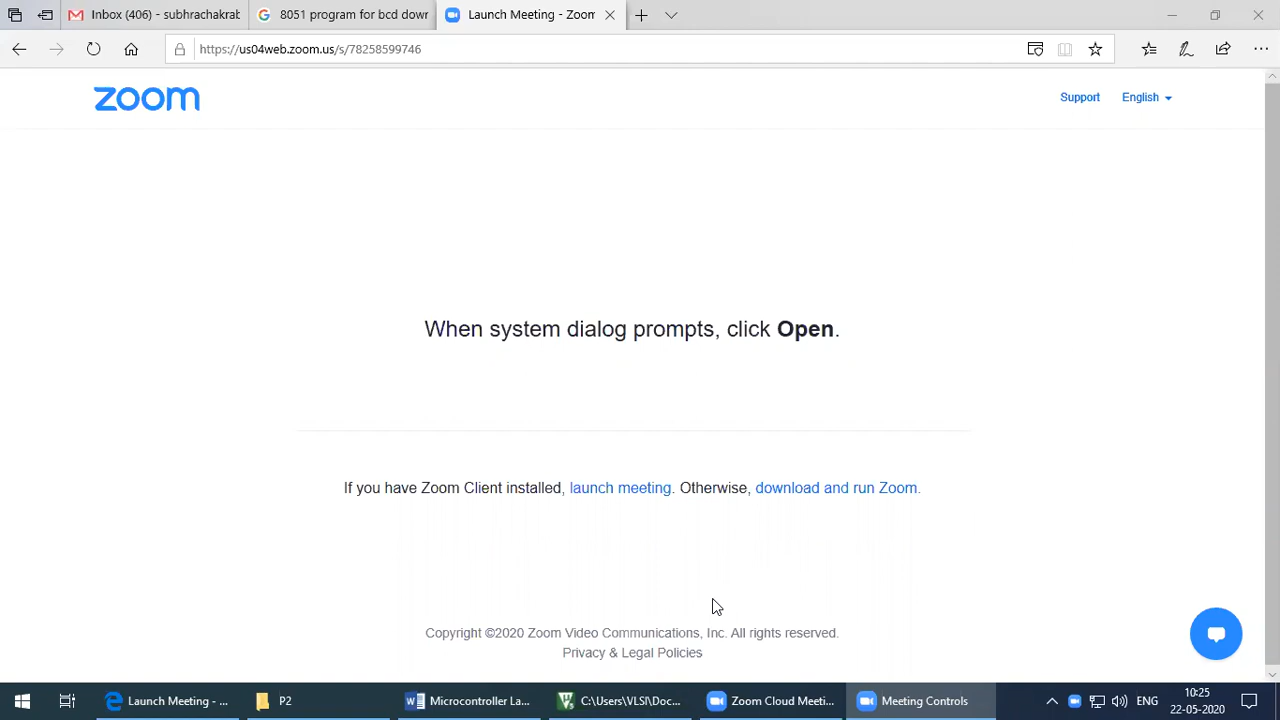 Inbox (406) - subhrachakrab
8051 program for bcd down
Launch Meeting - Zoom
https://us04web.zoom.us/s/78258599746
zoom
Support
English
When system dialog prompts, click Open.
If you have Zoom Client installed, launch meeting. Otherwise, download and run Zoom.
Copyright ©2020 Zoom Video Communications, Inc. All rights reserved.
Privacy & Legal Policies
Launch Meeting - ...
P2
Microcontroller La...
C:\Users\VLSI\Doc...
Zoom Cloud Meeti...
Meeting Controls
ENG
10:25
22-05-2020